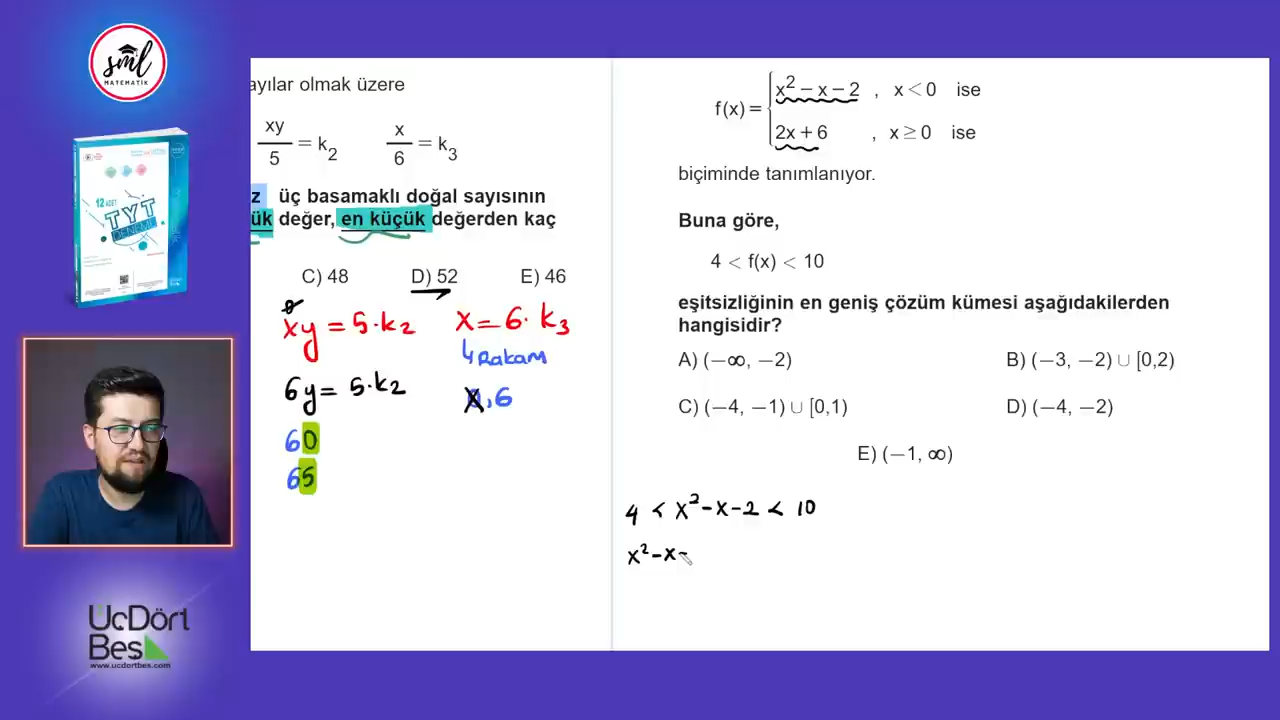 sml
MATEMATİK
12 ADET
TYT
DENEME
ÜcDört
Bes
www.ucdortbes.com
ayılar olmak üzere
xy/5 = k₂ x/6 = k₃
z üç basamaklı doğal sayısının
ük değer, en küçük değerden kaç
C) 48 D) 52 E) 46
xy = 5·k₂ x = 6·k₃
4 Rakam
6y = 5·k₂ , 6
60
65
f(x) = { x² − x − 2 , x < 0 ise
2x + 6 , x ≥ 0 ise
biçiminde tanımlanıyor.
Buna göre,
4 < f(x) < 10
eşitsizliğinin en geniş çözüm kümesi aşağıdakilerden
hangisidir?
A) (−∞, −2) B) (−3, −2) ∪ [0,2)
C) (−4, −1) ∪ [0,1) D) (−4, −2)
E) (−1, ∞)
4 < x² - x - 2 < 10
x² - x -